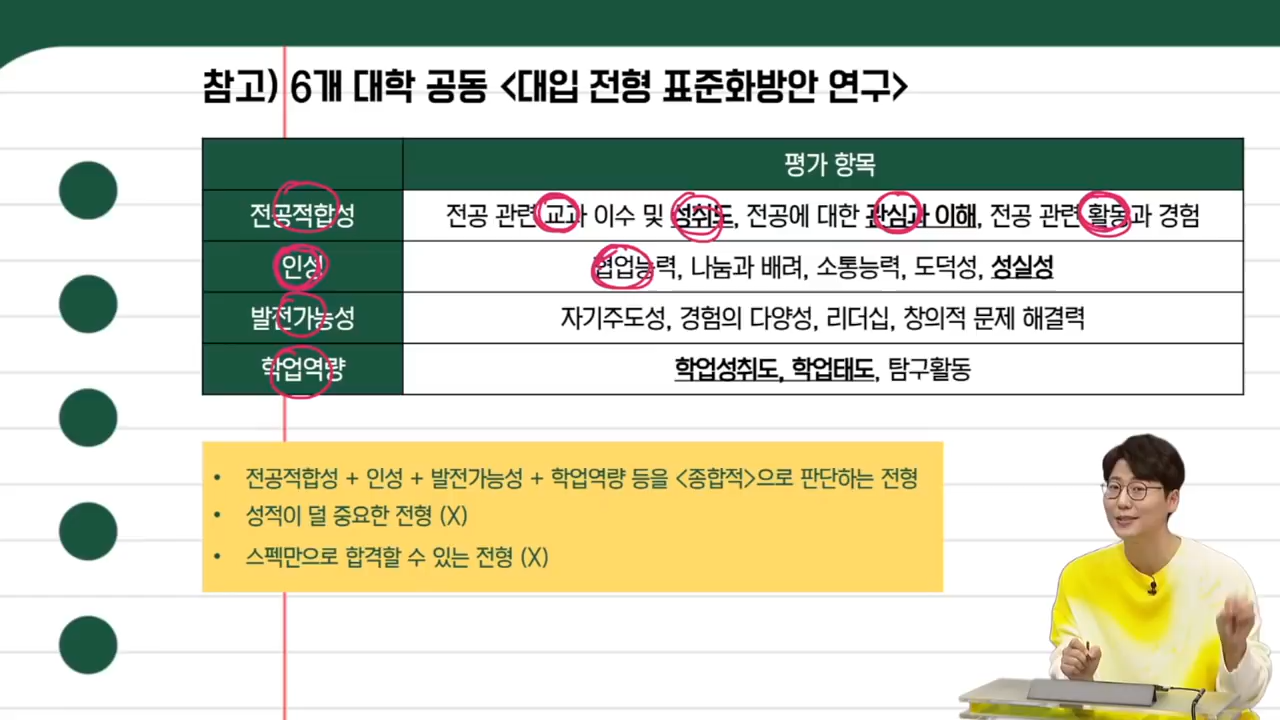 참고) 6개 대학 공동 <대입 전형 표준화방안 연구>
평가 항목
전공적합성 전공 관련 교과 이수 및 성취도, 전공에 대한 관심과 이해, 전공 관련 활동과 경험
인성 협업능력, 나눔과 배려, 소통능력, 도덕성, 성실성
발전가능성 자기주도성, 경험의 다양성, 리더십, 창의적 문제 해결력
학업역량 학업성취도, 학업태도, 탐구활동
• 전공적합성 + 인성 + 발전가능성 + 학업역량 등을 <종합적>으로 판단하는 전형
• 성적이 덜 중요한 전형 (X)
• 스펙만으로 합격할 수 있는 전형 (X)